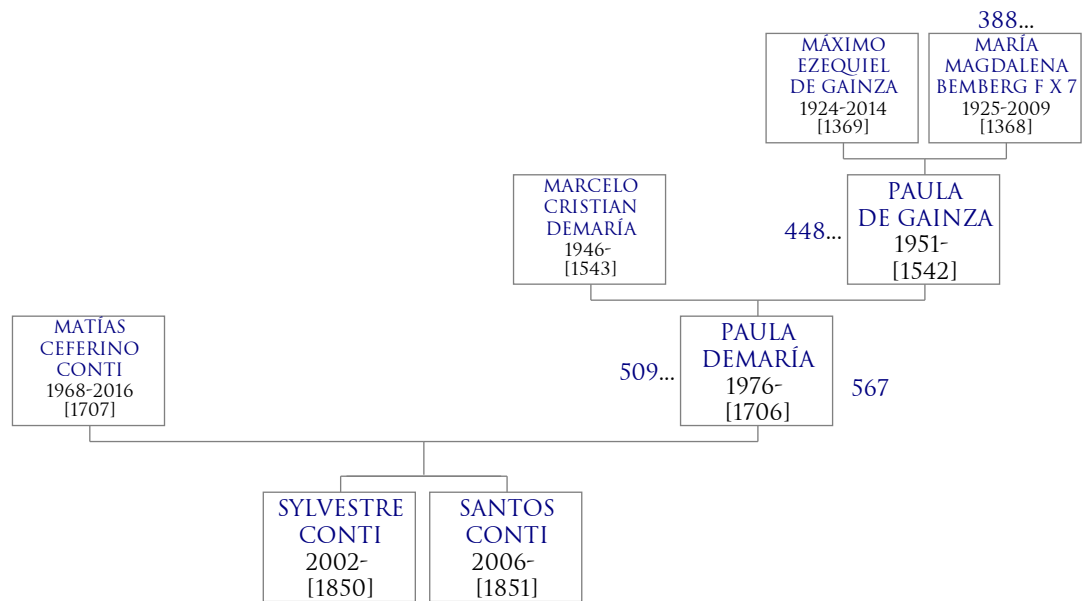 388...
MÁXIMO
EZEQUIEL
DE GAINZA
1924-2014
[1369]
MARÍA
MAGDALENA
BEMBERG F X 7
1925-2009
[1368]
MARCELO
CRISTIAN
DEMARÍA
1946-
[1543]
448...
PAULA
DE GAINZA
1951-
[1542]
MATÍAS
CEFERINO
CONTI
1968-2016
[1707]
509...
PAULA
DEMARÍA
1976-
[1706]
567
SYLVESTRE
CONTI
2002-
[1850]
SANTOS
CONTI
2006-
[1851]